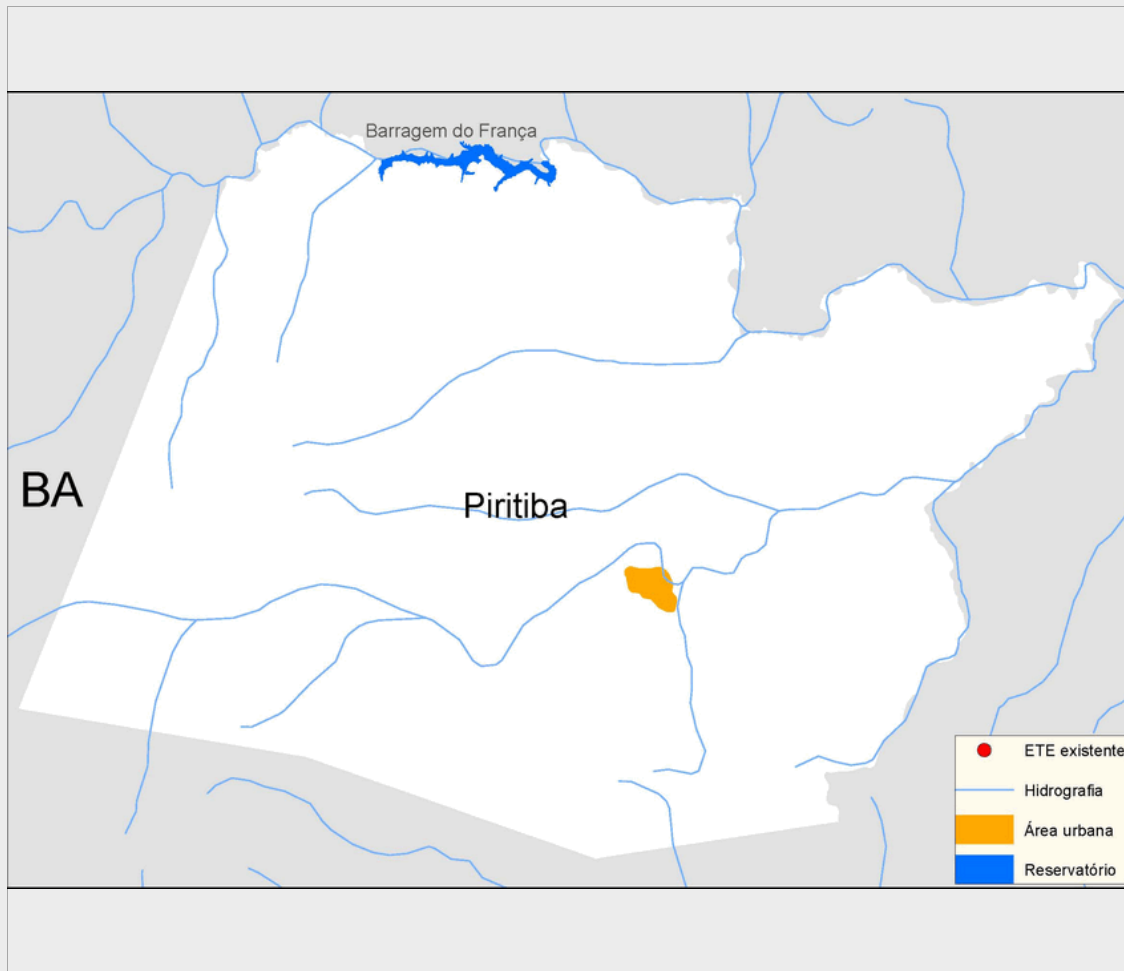 Barragem do França
BA
Piritiba
ETE existente
Hidrografia
Área urbana
Reservatório